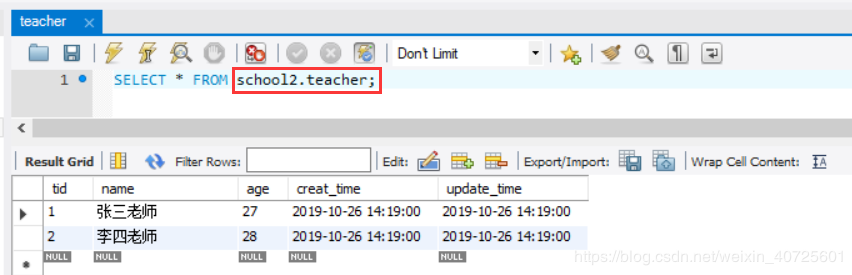 teacher
Don't Limit
1 SELECT * FROM school2.teacher;
Result Grid Filter Rows: Edit: Export/Import: Wrap Cell Content: IA
tid name age creat_time update_time
1 张三老师 27 2019-10-26 14:19:00 2019-10-26 14:19:00
2 李四老师 28 2019-10-26 14:19:00 2019-10-26 14:19:00
NULL NULL NULL NULL NULL
https://blog.csdn.net/weixin_40725601